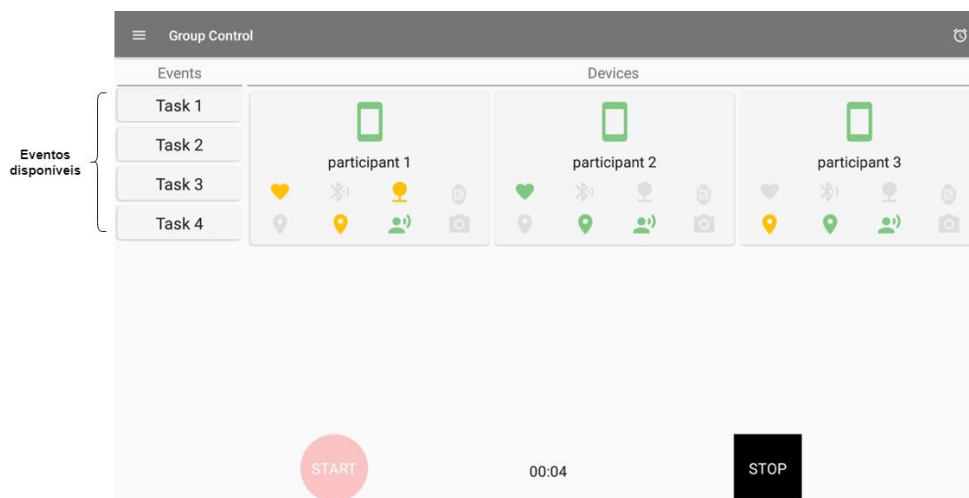 Group Control
Events
Devices
Eventos
disponíveis
Task 1
Task 2
Task 3
Task 4
participant 1
participant 2
participant 3
START
00:04
STOP